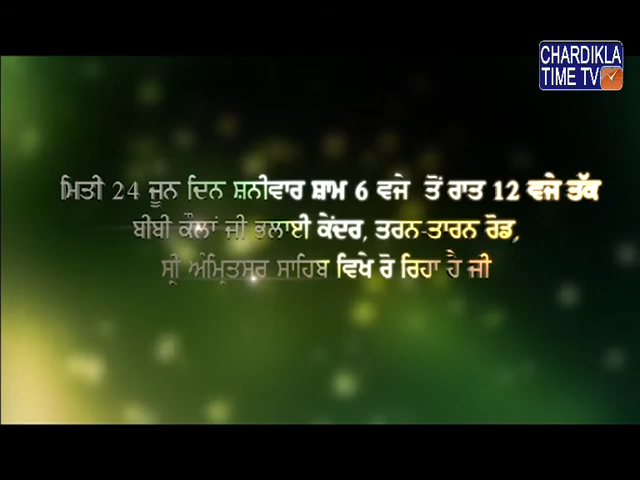 CHARDIKLA
TIME TV
ਮਿਤੀ 24 ਜੂਨ ਦਿਨ ਸ਼ਨੀਵਾਰ ਸ਼ਾਮ 6 ਵਜੇ ਤੋਂ ਰਾਤ 12 ਵਜੇ ਤੱਕ
ਬੀਬੀ ਕੌਲਾਂ ਜੀ ਭਲਾਈ ਕੇਂਦਰ, ਤਰਨ-ਤਾਰਨ ਰੋਡ,
ਸ੍ਰੀ ਅੰਮ੍ਰਿਤਸਰ ਸਾਹਿਬ ਵਿਖੇ ਹੋ ਰਿਹਾ ਹੈ ਜੀ